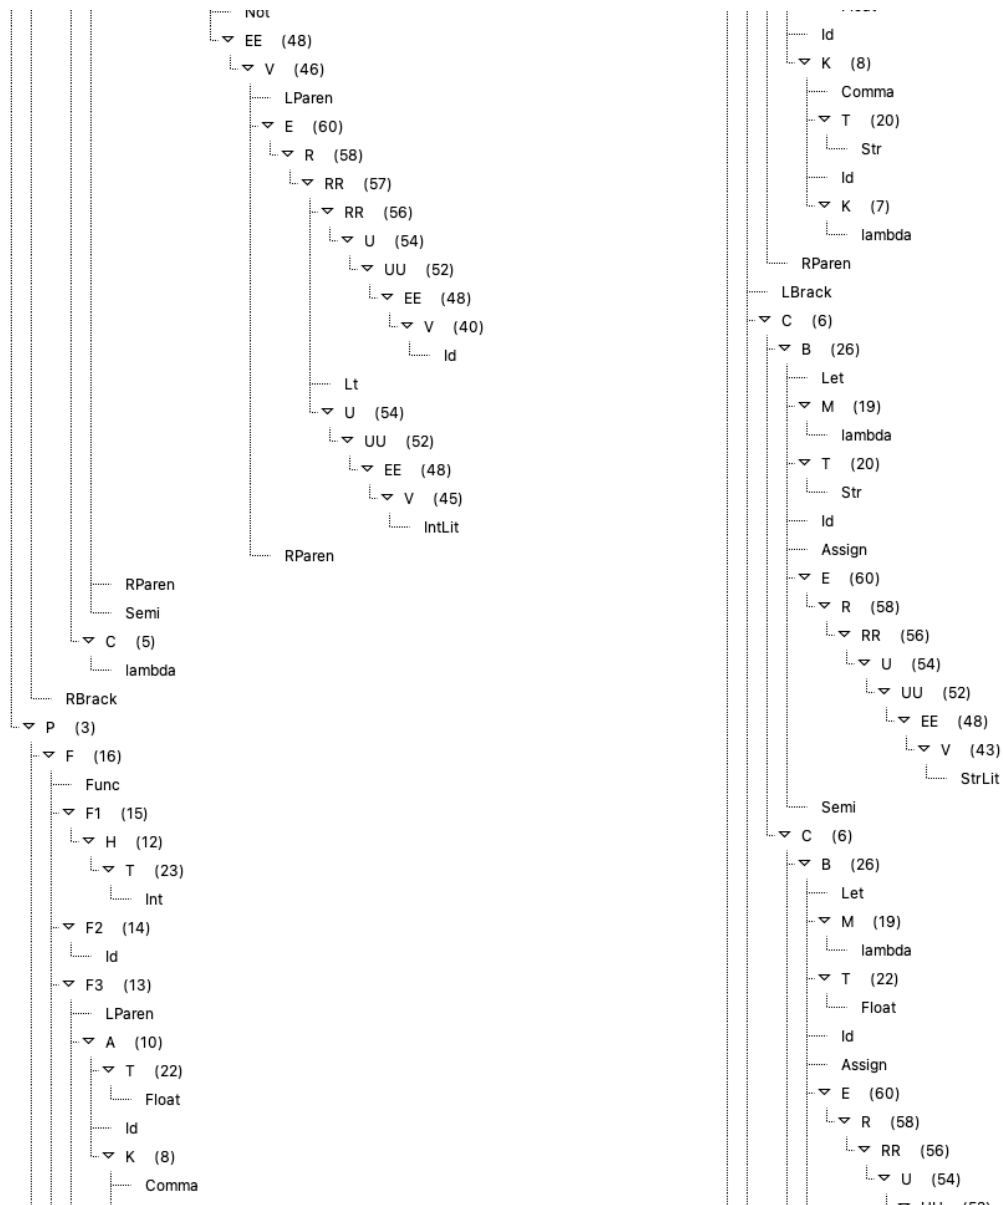 Not
EE (48)
V (46)
LParen
E (60)
R (58)
RR (57)
RR (56)
U (54)
UU (52)
EE (48)
V (40)
Id
Lt
U (54)
UU (52)
EE (48)
V (45)
IntLit
RParen
RParen
Semi
C (5)
lambda
RBrack
P (3)
F (16)
Func
F1 (15)
H (12)
T (23)
Int
F2 (14)
Id
F3 (13)
LParen
A (10)
T (22)
Float
Id
K (8)
Comma
Id
K (8)
Comma
T (20)
Str
Id
K (7)
lambda
RParen
LBrack
C (6)
B (26)
Let
M (19)
lambda
T (20)
Str
Id
Assign
E (60)
R (58)
RR (56)
U (54)
UU (52)
EE (48)
V (43)
StrLit
Semi
C (6)
B (26)
Let
M (19)
lambda
T (22)
Float
Id
Assign
E (60)
R (58)
RR (56)
U (54)